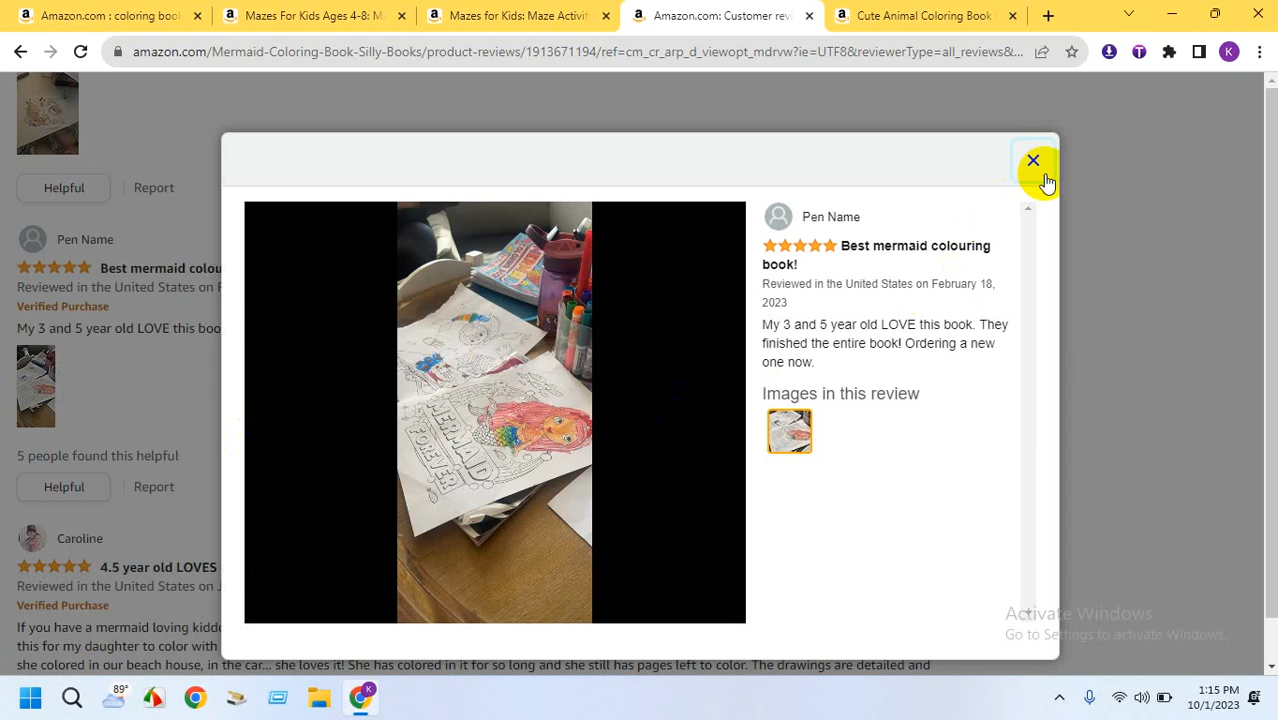 Amazon.com : coloring boo
Mazes For Kids Ages 4-8: M
Mazes for Kids: Maze Activit
Amazon.com: Customer revi
Cute Animal Coloring Book
amazon.com/Mermaid-Coloring-Book-Silly-Books/product-reviews/1913671194/ref=cm_cr_arp_d_viewopt_mdrvw?ie=UTF8&reviewerType=all_reviews&...
K
Helpful
Report
Pen Name
Best mermaid colou
Reviewed in the United States on F
Verified Purchase
My 3 and 5 year old LOVE this boo
5 people found this helpful
Helpful
Report
Caroline
4.5 year old LOVES
Reviewed in the United States on J
Verified Purchase
If you have a mermaid loving kiddo
this for my daughter to color with
she colored in our beach house, in the car... she loves it! She has colored in it for so long and she still has pages left to color. The drawings are detailed and
MERMAID
FOREVER
Pen Name
Best mermaid colouring
book!
Reviewed in the United States on February 18,
2023
My 3 and 5 year old LOVE this book. They
finished the entire book! Ordering a new
one now.
Images in this review
Activate Windows
Go to Settings to activate Windows.
89°
K
1:15 PM
10/1/2023